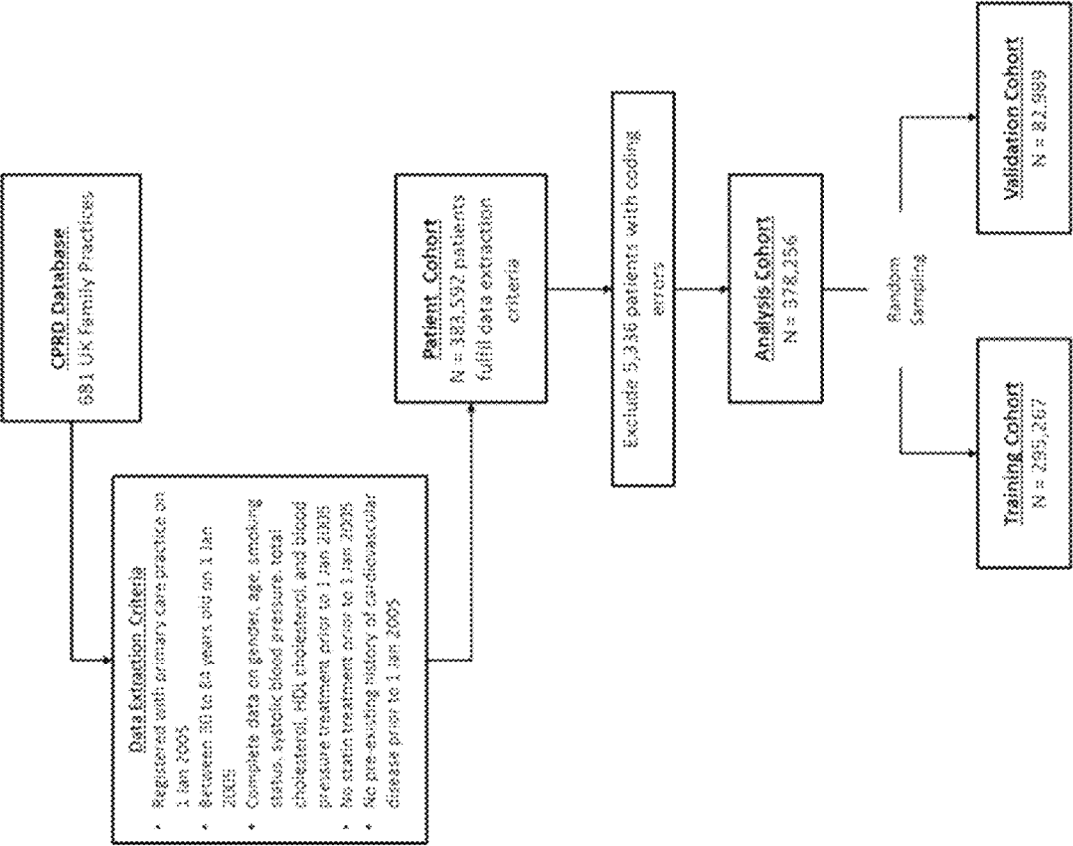 CPRD Database
681 UK Family Practices
Data Extraction Criteria
• Registered with primary care practice on
1 Jan 2005
• Between 30 to 84 years old on 1 Jan
2005
• Complete data on gender, age, smoking
status, systolic blood pressure, total
cholesterol, HDL cholesterol, and blood
pressure treatment prior to 1 Jan 2005
• No statin treatment prior to 1 Jan 2005
• No pre-existing history of cardiovascular
disease prior to 1 Jan 2005
Patient Cohort
N = 383,592 patients
fulfil data extraction
criteria
Exclude 5,336 patients with coding
errors
Analysis Cohort
N = 378,256
Random
Sampling
Training Cohort
N = 295,267
Validation Cohort
N = 82,989